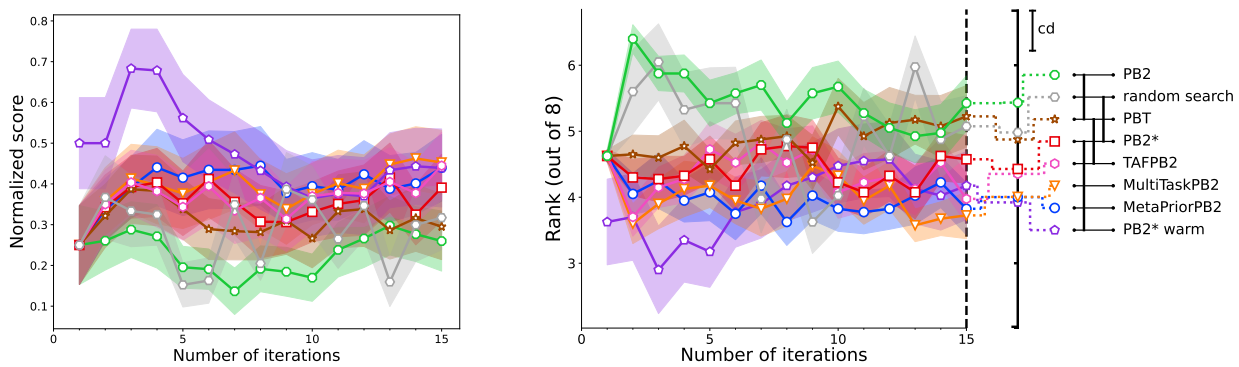 Normalized score
0.8
0.7
0.6
0.5
0.4
0.3
0.2
0.1
0
5
10
15
Number of iterations
Rank (out of 8)
6
5
4
3
0
5
10
15
Number of iterations
cd
PB2
random search
PBT
PB2*
TAFPB2
MultiTaskPB2
MetaPriorPB2
PB2* warm